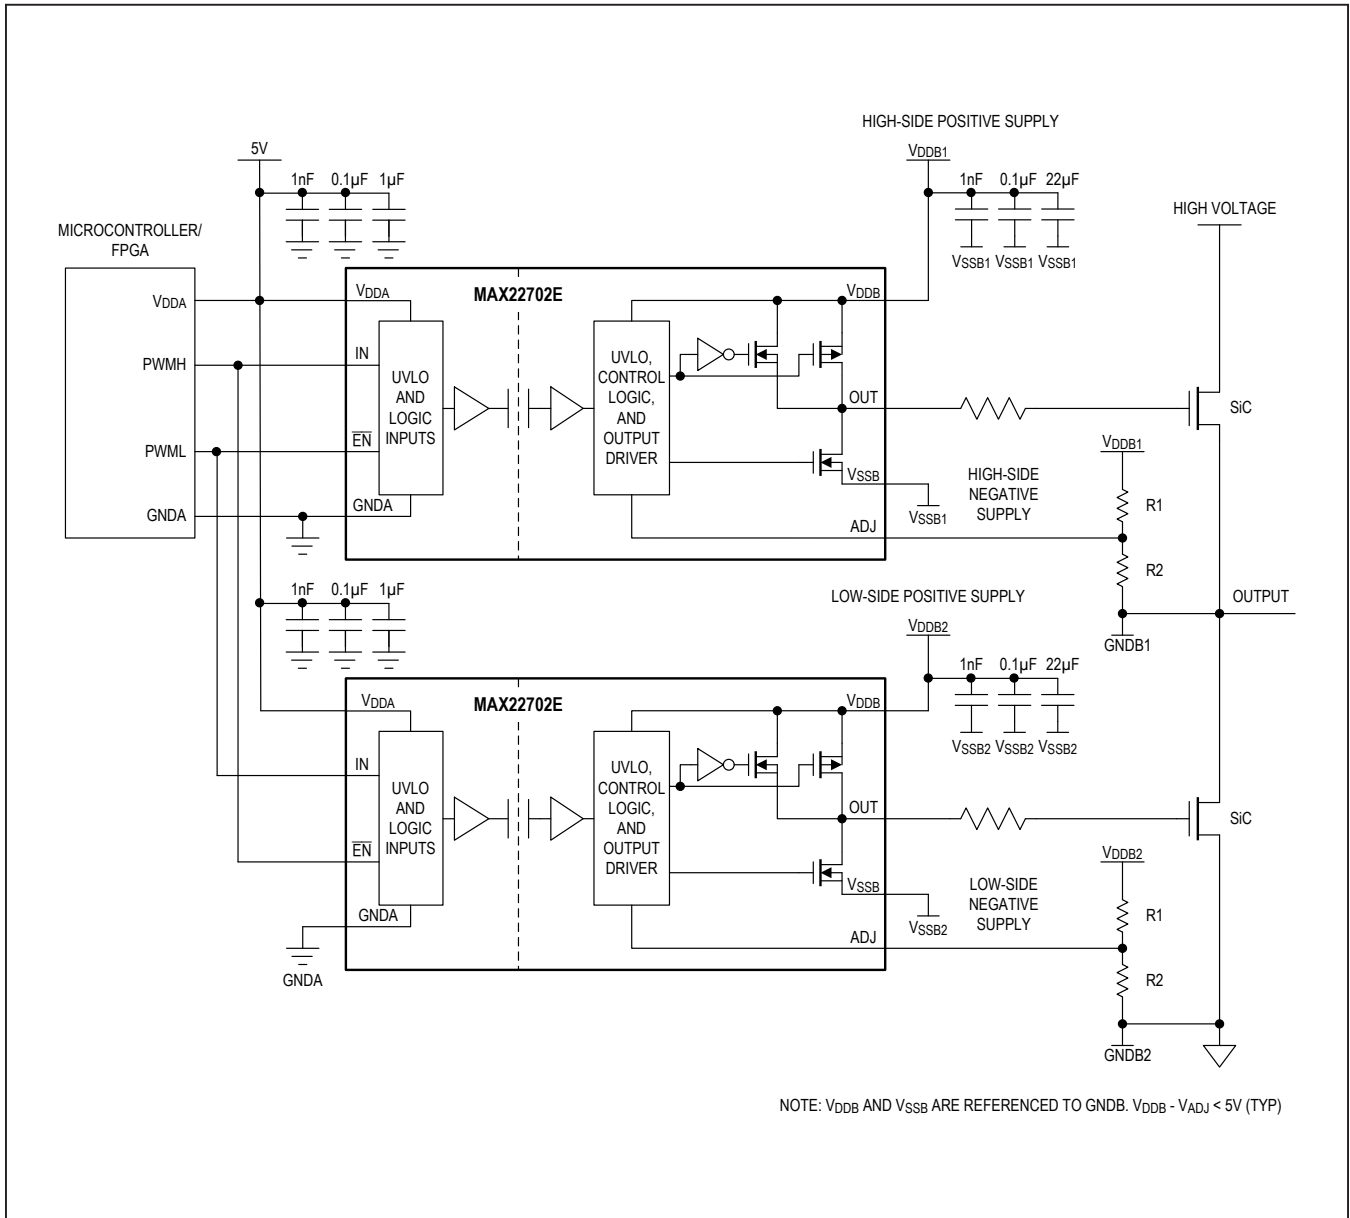 HIGH-SIDE POSITIVE SUPPLY
5V
VDDB1
1nF 0.1µF 1µF
1nF 0.1µF 22µF
HIGH VOLTAGE
MICROCONTROLLER/
FPGA
VSSB1 VSSB1 VSSB1
VDDA
VDDA
MAX22702E
VDDB
PWMH
IN
UVLO
AND
LOGIC
INPUTS
UVLO,
CONTROL
LOGIC,
AND
OUTPUT
DRIVER
OUT
SiC
PWML
EN
VDDB1
VSSB
HIGH-SIDE
NEGATIVE
SUPPLY
GNDA
GNDA
VSSB1
R1
ADJ
R2
1nF 0.1µF 1µF
LOW-SIDE POSITIVE SUPPLY
OUTPUT
VDDB2
GNDB1
1nF 0.1µF 22µF
VDDA
MAX22702E
VDDB
VSSB2 VSSB2 VSSB2
IN
UVLO
AND
LOGIC
INPUTS
UVLO,
CONTROL
LOGIC,
AND
OUTPUT
DRIVER
OUT
SiC
EN
VDDB2
VSSB
LOW-SIDE
NEGATIVE
SUPPLY
GNDA
VSSB2
R1
ADJ
GNDA
R2
GNDB2
NOTE: VDDB AND VSSB ARE REFERENCED TO GNDB. VDDB - VADJ < 5V (TYP)